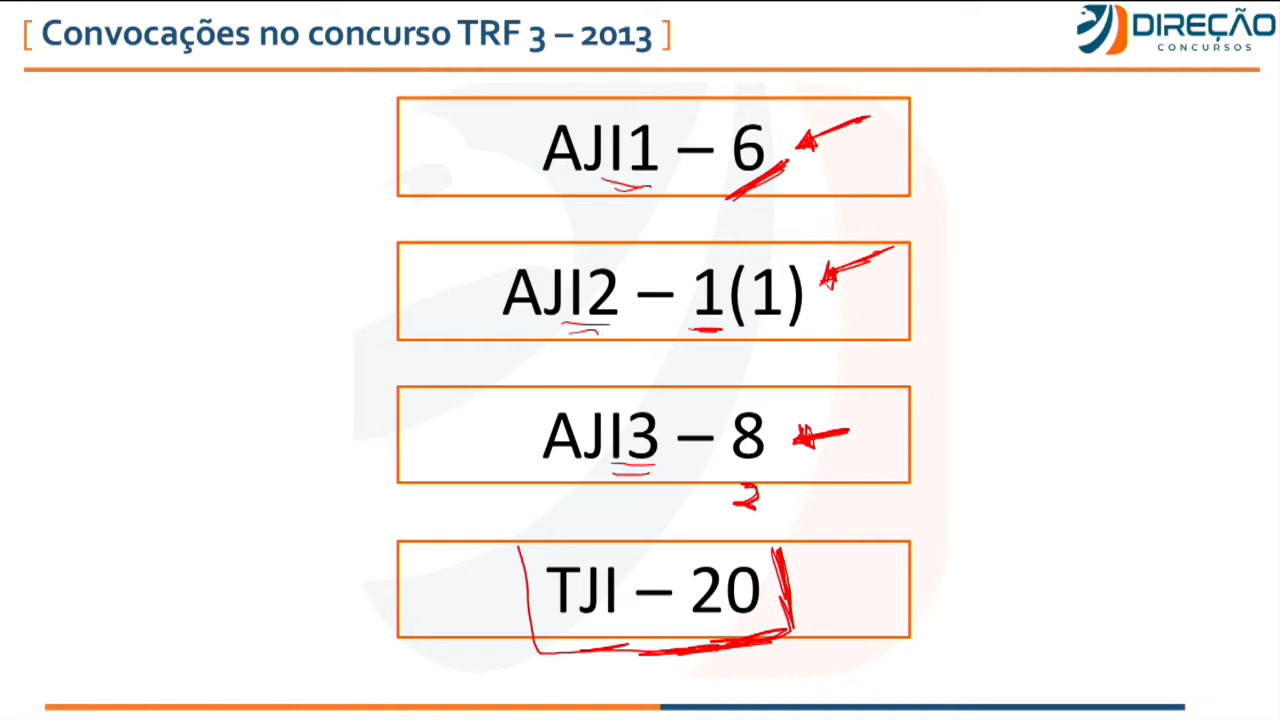 [ Convocações no concurso TRF 3 – 2013 ]
DIREÇÃO
CONCURSOS
AJI1 – 6
AJI2 – 1(1)
AJI3 – 8
2
TJI – 20